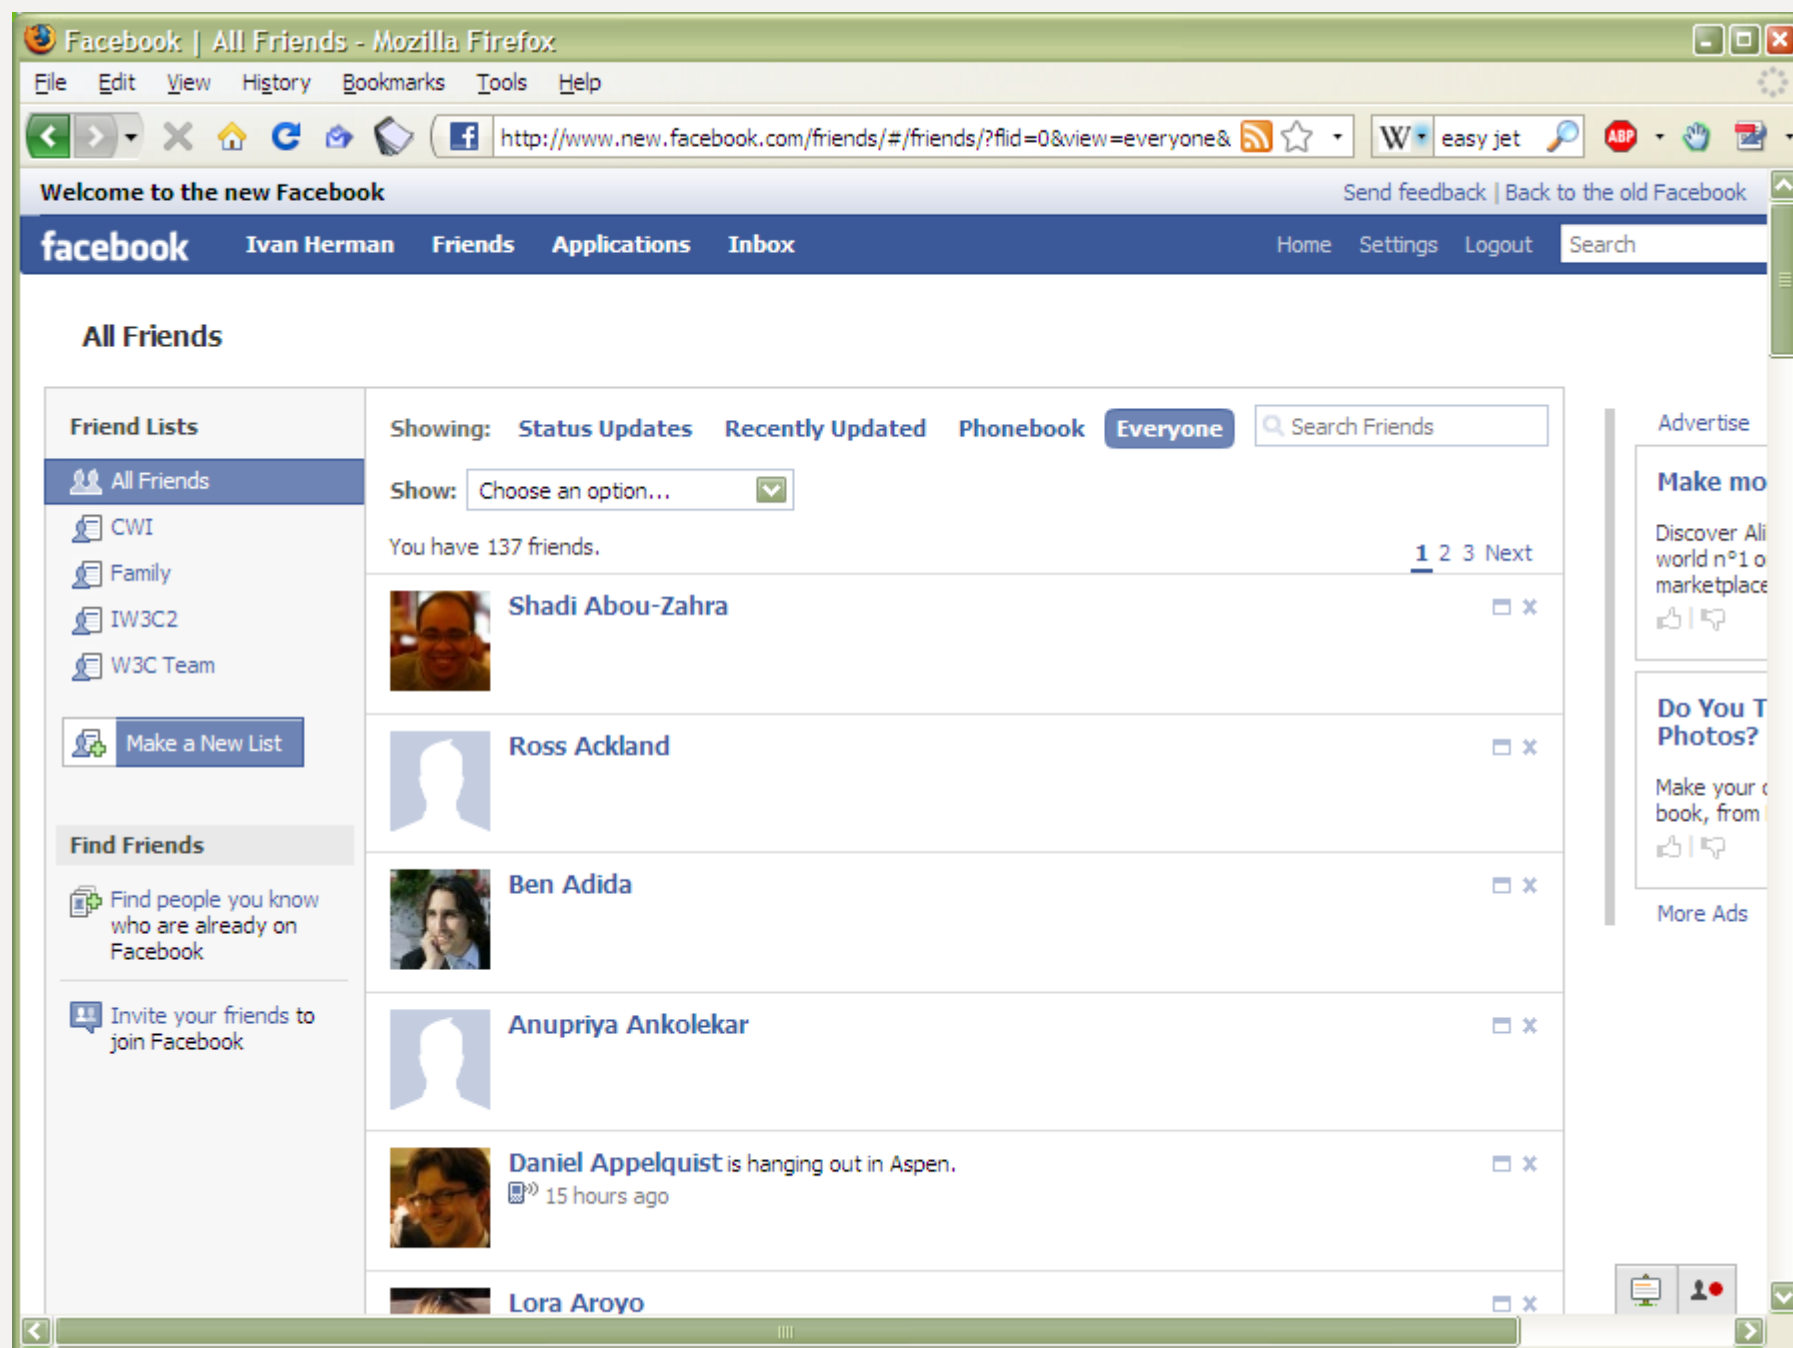 Facebook | All Friends - Mozilla Firefox
File Edit View History Bookmarks Tools Help
http://www.new.facebook.com/friends/#/friends/?flid=0&view=everyone& W easy jet ABP
Welcome to the new Facebook Send feedback | Back to the old Facebook
facebook Ivan Herman Friends Applications Inbox Home Settings Logout Search
All Friends
Friend Lists
All Friends
CWI
Family
IW3C2
W3C Team
Make a New List
Find Friends
Find people you know
who are already on
Facebook
Invite your friends to
join Facebook
Showing: Status Updates Recently Updated Phonebook Everyone Search Friends
Show: Choose an option...
You have 137 friends. 1 2 3 Next
Shadi Abou-Zahra
Ross Ackland
Ben Adida
Anupriya Ankolekar
Daniel Appelquist is hanging out in Aspen.
15 hours ago
Lora Aroyo
Advertise
Make mo
Discover Ali
world n°1 o
marketplace
Do You T
Photos?
Make your
book, from
More Ads